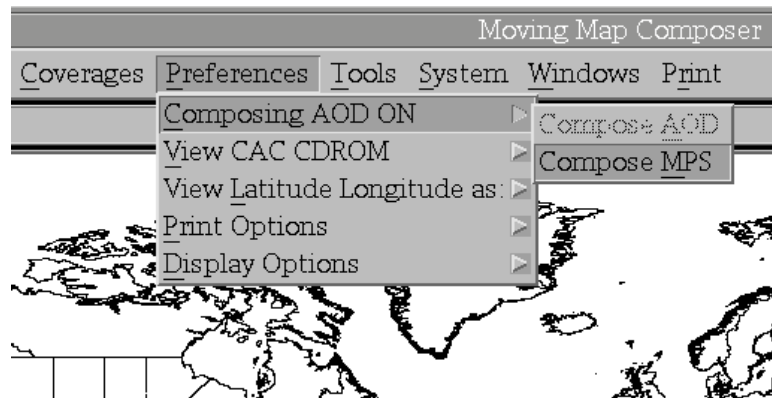 Moving Map Composer
Coverages Preferences Tools System Windows Print
Composing AOD ON
Compose AOD
View CAC CDROM
Compose MPS
View Latitude Longitude as:
Print Options
Display Options